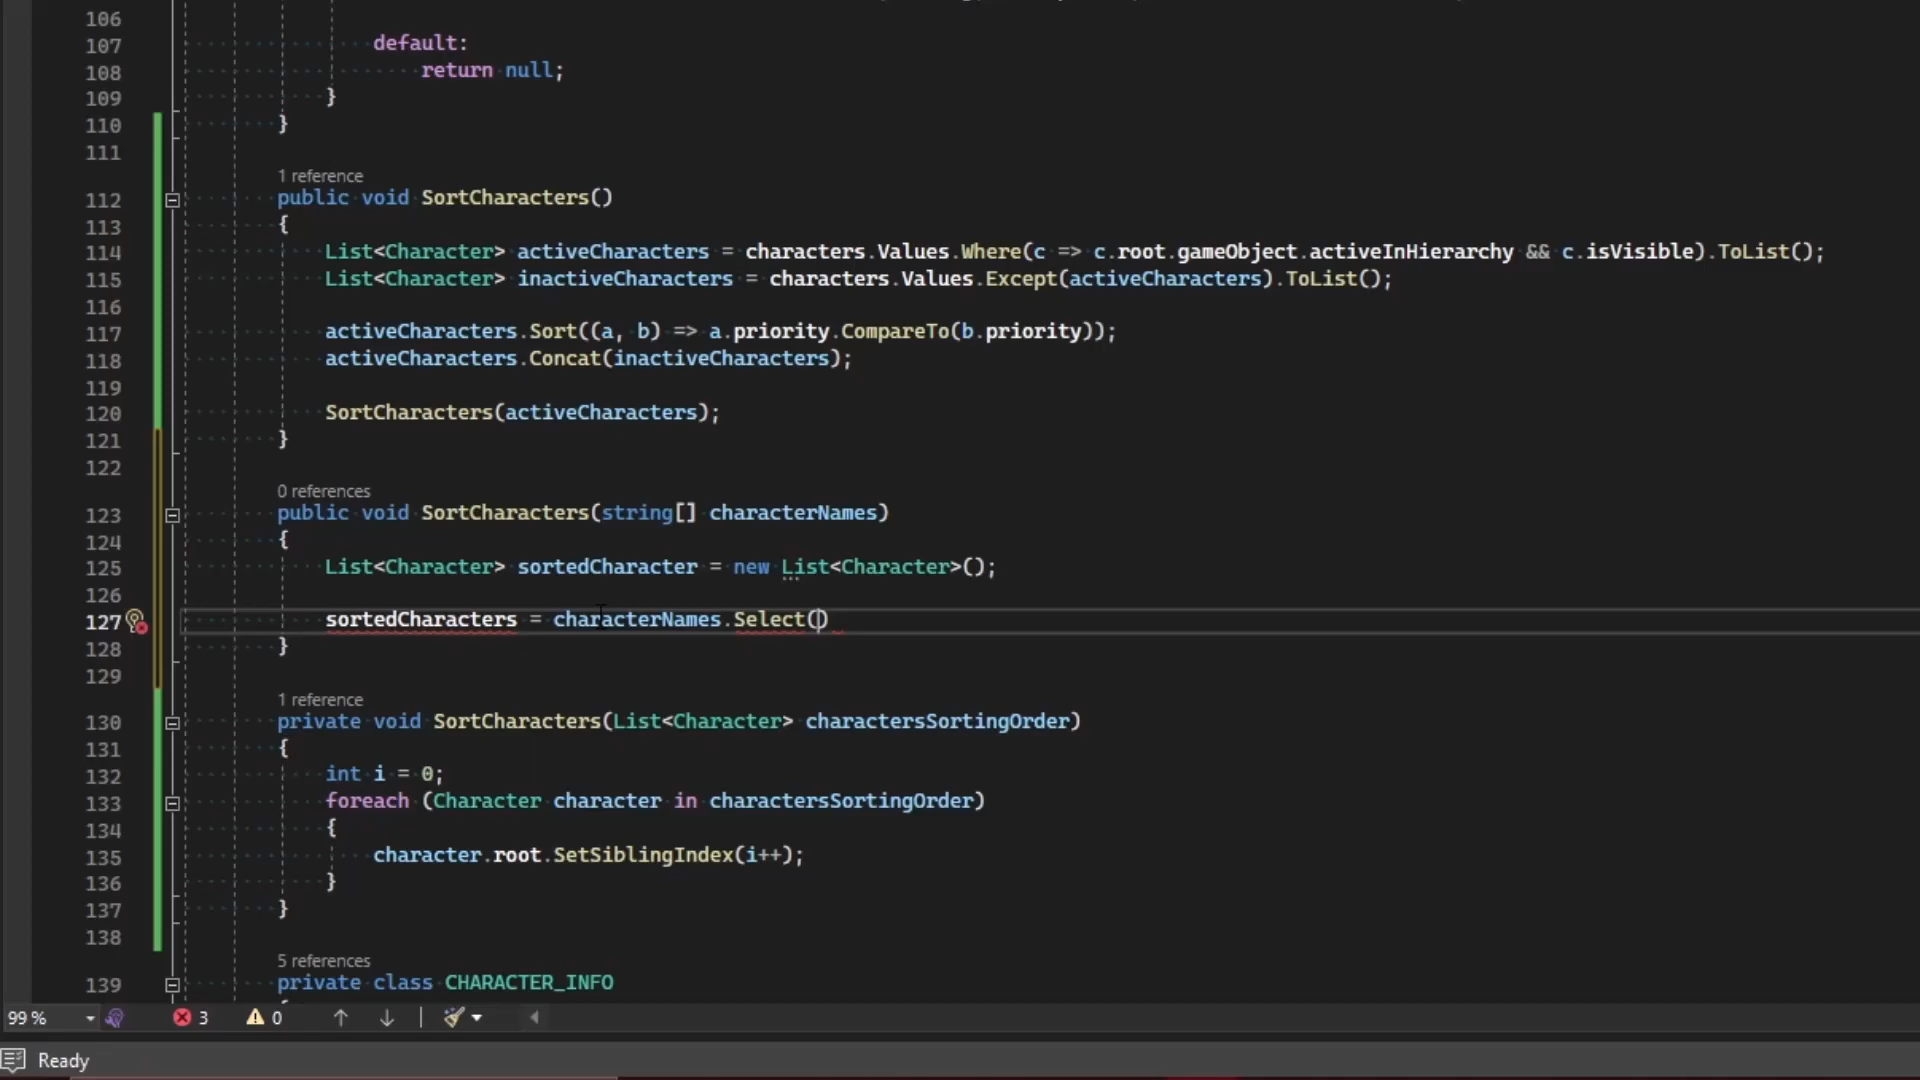 106
107 default:
108 return null;
109 }
110 }
111
1 reference
112 public void SortCharacters()
113 {
114 List<Character> activeCharacters = characters.Values.Where(c => c.root.gameObject.activeInHierarchy && c.isVisible).ToList();
115 List<Character> inactiveCharacters = characters.Values.Except(activeCharacters).ToList();
116
117 activeCharacters.Sort((a, b) => a.priority.CompareTo(b.priority));
118 activeCharacters.Concat(inactiveCharacters);
119
120 SortCharacters(activeCharacters);
121 }
122
0 references
123 public void SortCharacters(string[] characterNames)
124 {
125 List<Character> sortedCharacter = new List<Character>();
126
127 sortedCharacters = characterNames.Select()
128 }
129
1 reference
130 private void SortCharacters(List<Character> charactersSortingOrder)
131 {
132 int i = 0;
133 foreach (Character character in charactersSortingOrder)
134 {
135 character.root.SetSiblingIndex(i++);
136 }
137 }
138
5 references
139 private class CHARACTER_INFO
99 % 3 0
Ready